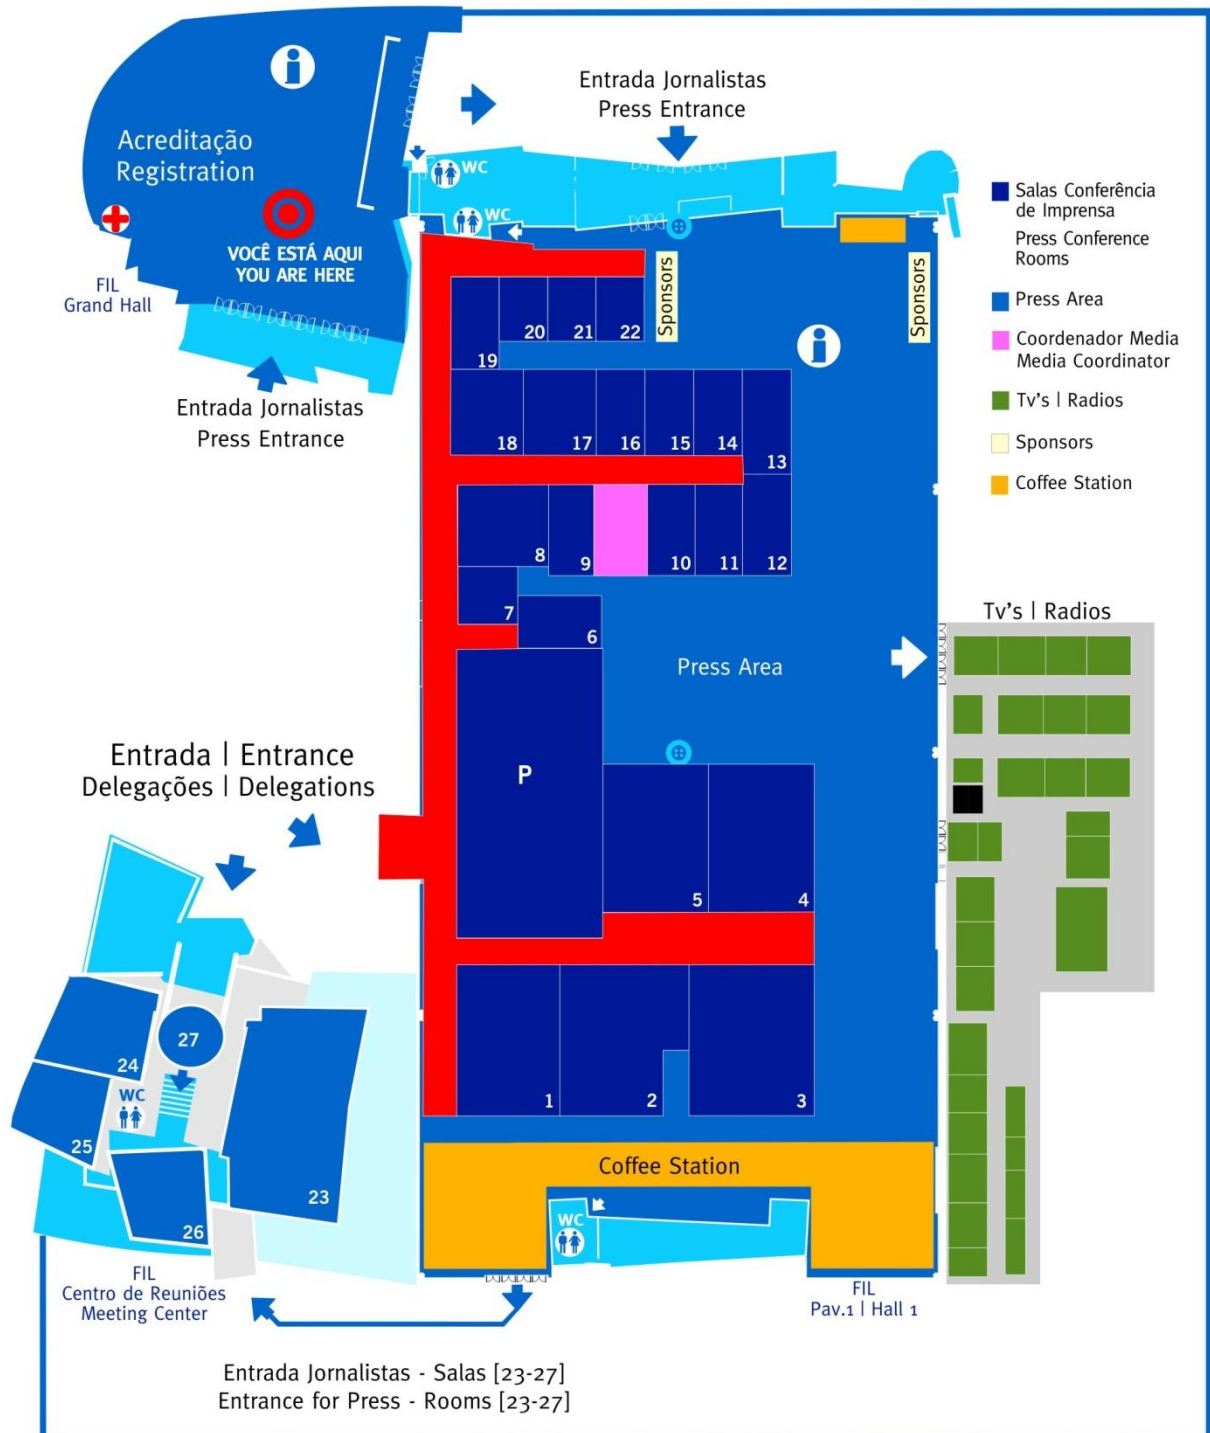 Entrada Jornalistas
Press Entrance
Acreditação
Registration
VOCÊ ESTÁ AQUI
YOU ARE HERE
FIL
Grand Hall
Entrada Jornalistas
Press Entrance
WC
WC
Sponsors
Sponsors
Salas Conferência
de Imprensa
Press Conference
Rooms
Press Area
Coordenador Media
Media Coordinator
Tv's | Radios
Sponsors
Coffee Station
20
21
22
19
18
17
16
15
14
13
8
9
10
11
12
7
6
Press Area
Tv's | Radios
P
5
4
1
2
3
Entrada | Entrance
Delegações | Delegations
27
24
WC
25
23
26
Coffee Station
WC
FIL
Centro de Reuniões
Meeting Center
FIL
Pav.1 | Hall 1
Entrada Jornalistas - Salas [23-27]
Entrance for Press - Rooms [23-27]